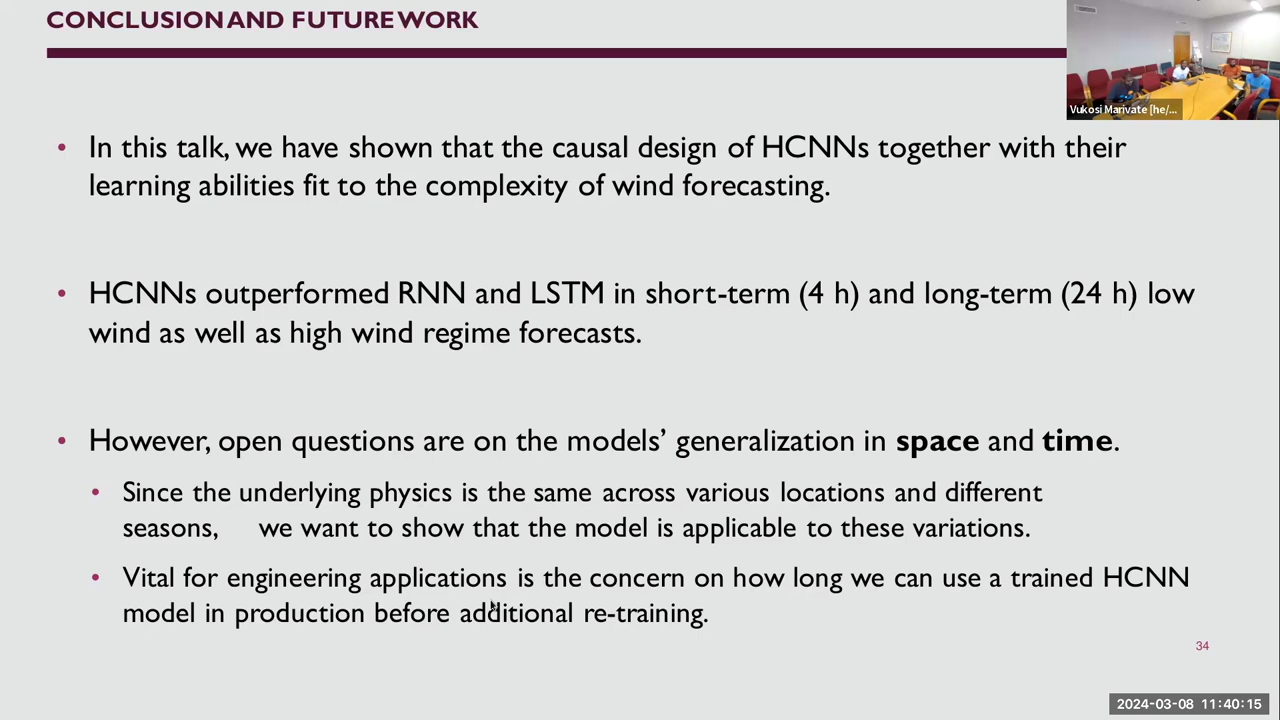 CONCLUSION AND FUTURE WORK
Vukosi Marivate [he/...
• In this talk, we have shown that the causal design of HCNNs together with their
learning abilities fit to the complexity of wind forecasting.
• HCNNs outperformed RNN and LSTM in short-term (4 h) and long-term (24 h) low
wind as well as high wind regime forecasts.
• However, open questions are on the models’ generalization in space and time.
• Since the underlying physics is the same across various locations and different
seasons, we want to show that the model is applicable to these variations.
• Vital for engineering applications is the concern on how long we can use a trained HCNN
model in production before additional re-training.
34
2024-03-08 11:40:15